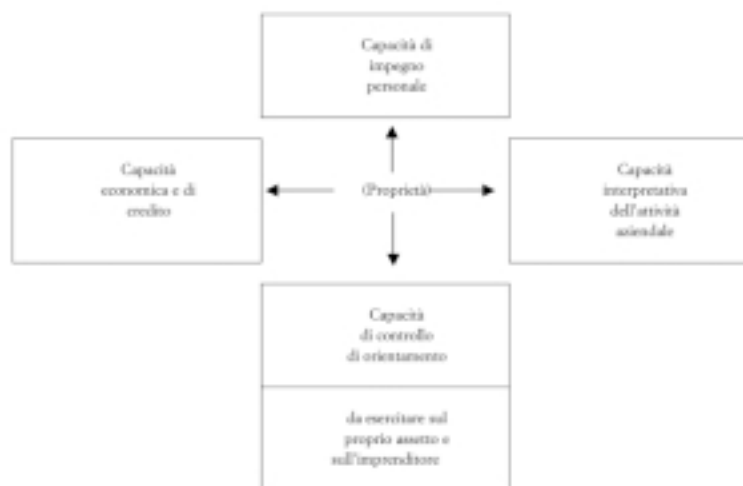 Capacità di
impegno
personale
Capacità
economica e di
credito
(Proprietà)
Capacità
interpretativa
dell'attività
aziendale
Capacità
di controllo
di orientamento
da esercitare sul
proprio assetto e
sull'imprenditore